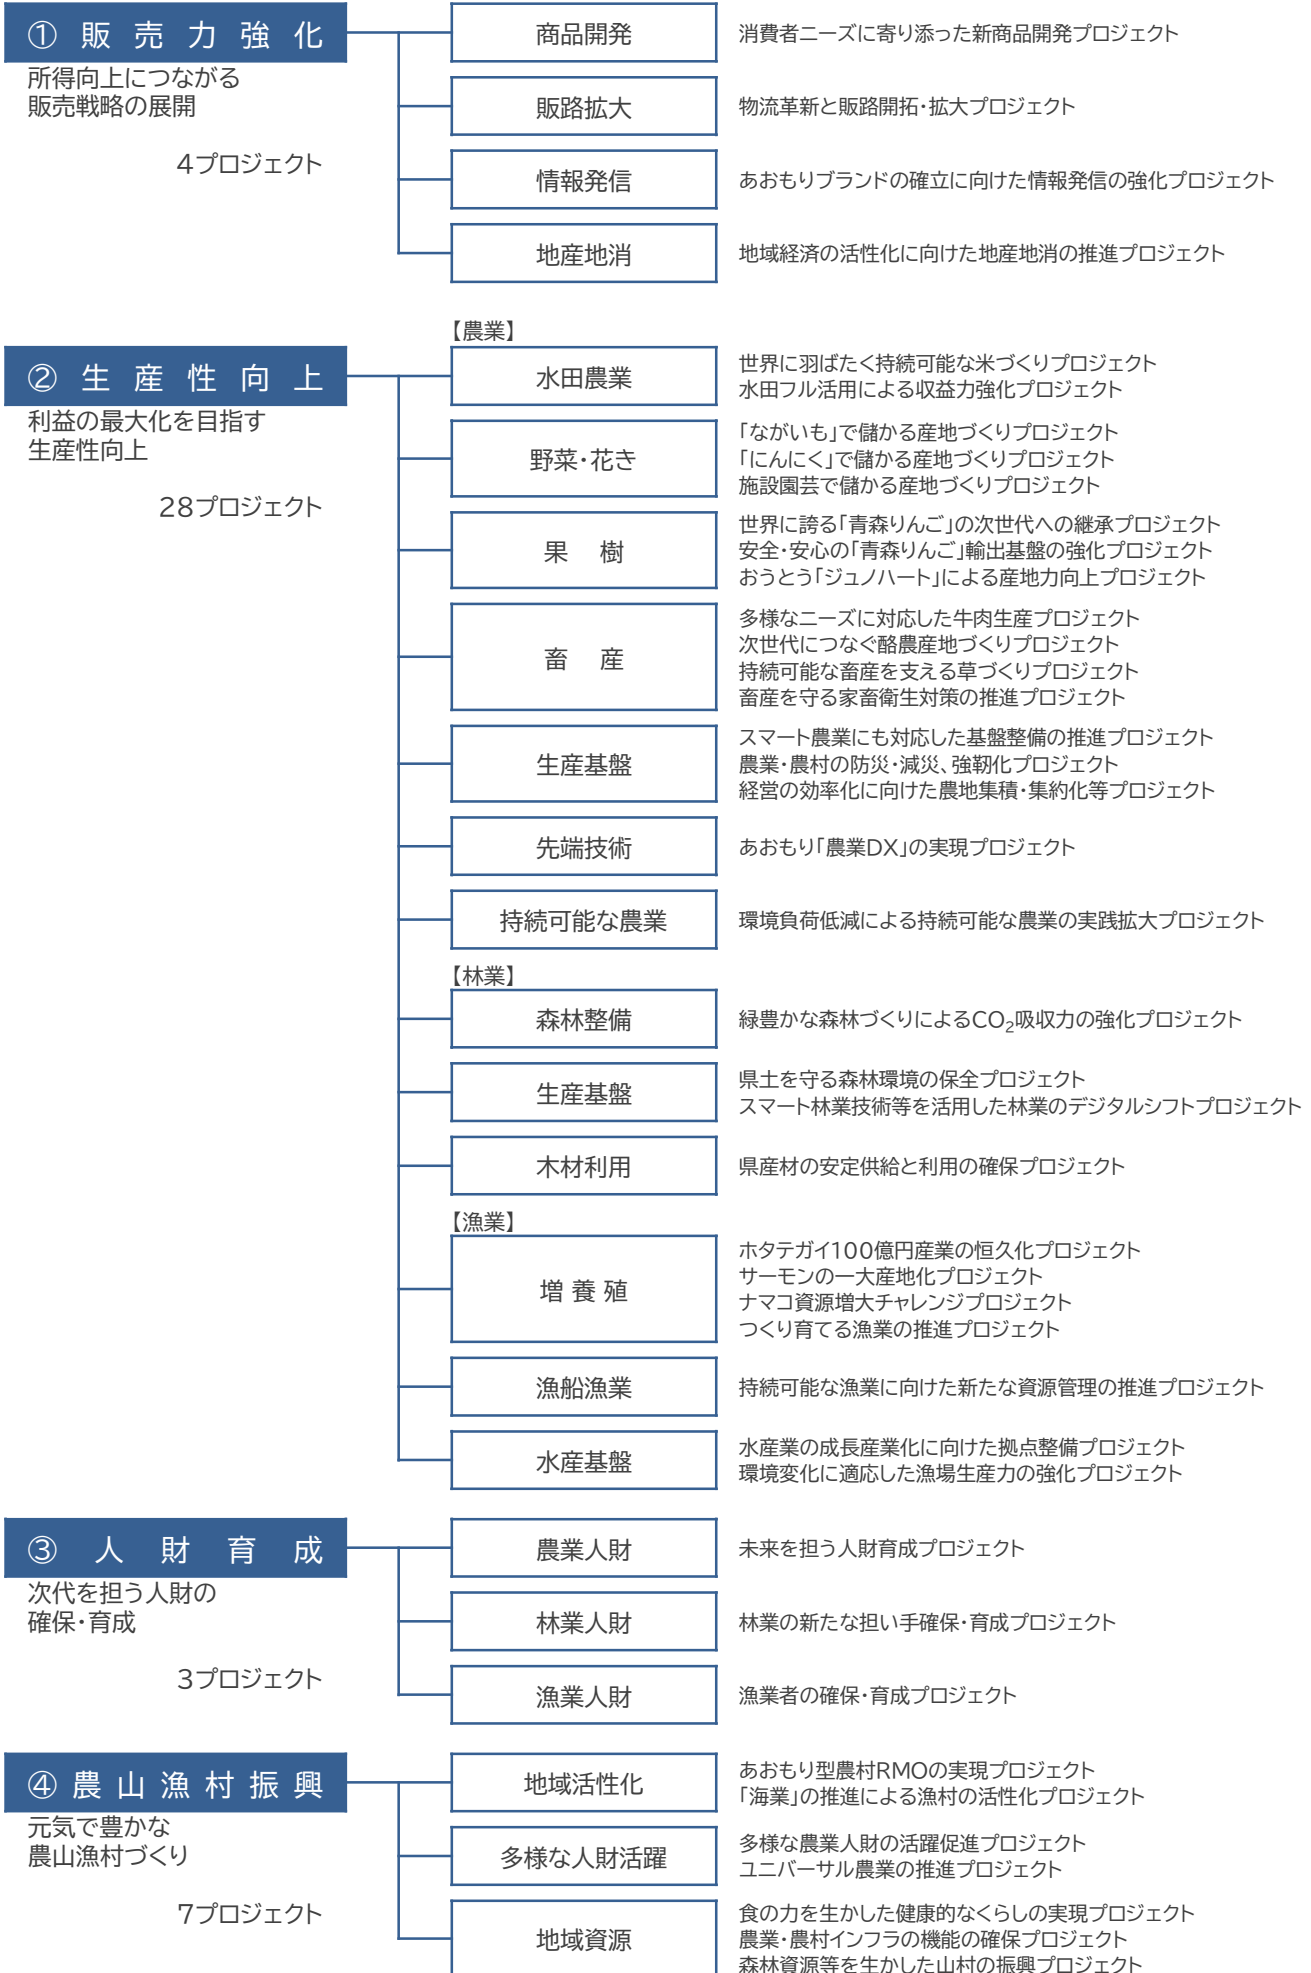 ① 販売力強化
所得向上につながる
販売戦略の展開
4プロジェクト
商品開発
消費者ニーズに寄り添った新商品開発プロジェクト
販路拡大
物流革新と販路開拓・拡大プロジェクト
情報発信
あおもりブランドの確立に向けた情報発信の強化プロジェクト
地産地消
地域経済の活性化に向けた地産地消の推進プロジェクト
② 生産性向上
利益の最大化を目指す
生産性向上
28プロジェクト
【農業】
水田農業
世界に羽ばたく持続可能な米づくりプロジェクト
水田フル活用による収益力強化プロジェクト
野菜・花き
「ながいも」で儲かる産地づくりプロジェクト
「にんにく」で儲かる産地づくりプロジェクト
施設園芸で儲かる産地づくりプロジェクト
果 樹
世界に誇る「青森りんご」の次世代への継承プロジェクト
安全・安心の「青森りんご」輸出基盤の強化プロジェクト
おうとう「ジュノハート」による産地力向上プロジェクト
畜 産
多様なニーズに対応した牛肉生産プロジェクト
次世代につなぐ酪農産地づくりプロジェクト
持続可能な畜産を支える草づくりプロジェクト
畜産を守る家畜衛生対策の推進プロジェクト
生産基盤
スマート農業にも対応した基盤整備の推進プロジェクト
農業・農村の防災・減災、強靭化プロジェクト
経営の効率化に向けた農地集積・集約化等プロジェクト
先端技術
あおもり「農業DX」の実現プロジェクト
持続可能な農業
環境負荷低減による持続可能な農業の実践拡大プロジェクト
【林業】
森林整備
緑豊かな森林づくりによるCO₂吸収力の強化プロジェクト
生産基盤
県土を守る森林環境の保全プロジェクト
スマート林業技術等を活用した林業のデジタルシフトプロジェクト
木材利用
県産材の安定供給と利用の確保プロジェクト
【漁業】
増養殖
ホタテガイ100億円産業の恒久化プロジェクト
サーモンの一大産地化プロジェクト
ナマコ資源増大チャレンジプロジェクト
つくり育てる漁業の推進プロジェクト
漁船漁業
持続可能な漁業に向けた新たな資源管理の推進プロジェクト
水産基盤
水産業の成長産業化に向けた拠点整備プロジェクト
環境変化に適応した漁場生産力の強化プロジェクト
③ 人財育成
次代を担う人財の
確保・育成
3プロジェクト
農業人財
未来を担う人財育成プロジェクト
林業人財
林業の新たな担い手確保・育成プロジェクト
漁業人財
漁業者の確保・育成プロジェクト
④ 農山漁村振興
元気で豊かな
農山漁村づくり
7プロジェクト
地域活性化
あおもり型農村RMOの実現プロジェクト
「海業」の推進による漁村の活性化プロジェクト
多様な人財活躍
多様な農業人財の活躍促進プロジェクト
ユニバーサル農業の推進プロジェクト
地域資源
食の力を生かした健康的なくらしの実現プロジェクト
農業・農村インフラの機能の確保プロジェクト
森林資源等を生かした山村の振興プロジェクト